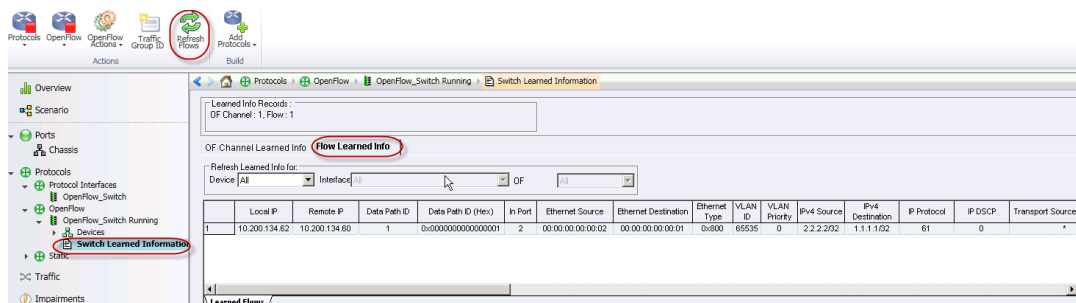 Protocols OpenFlow OpenFlow Actions Traffic Group ID Refresh Flows Add Protocols
Actions Build
Overview
Scenario
Ports
Chassis
Protocols
Protocol Interfaces
OpenFlow_Switch
OpenFlow
OpenFlow_Switch Running
Devices
Switch Learned Information
Static
Traffic
Impairments
Protocols OpenFlow OpenFlow_Switch Running Switch Learned Information
Learned Info Records :
OF Channel : 1, Flow : 1
OF Channel Learned Info Flow Learned Info
Refresh Learned Info for:
Device All Interface All OF All
Local IP Remote IP Data Path ID Data Path ID (Hex) In Port Ethernet Source Ethernet Destination Ethernet Type VLAN ID VLAN Priority IPv4 Source IPv4 Destination IP Protocol IP DSCP Transport Source
1 10.200.134.62 10.200.134.60 1 0x0000000000000001 2 00:00:00:00:00:02 00:00:00:00:00:01 0x800 65535 0 2.2.2.2/32 1.1.1.1/32 61 0 *
Learned Flows